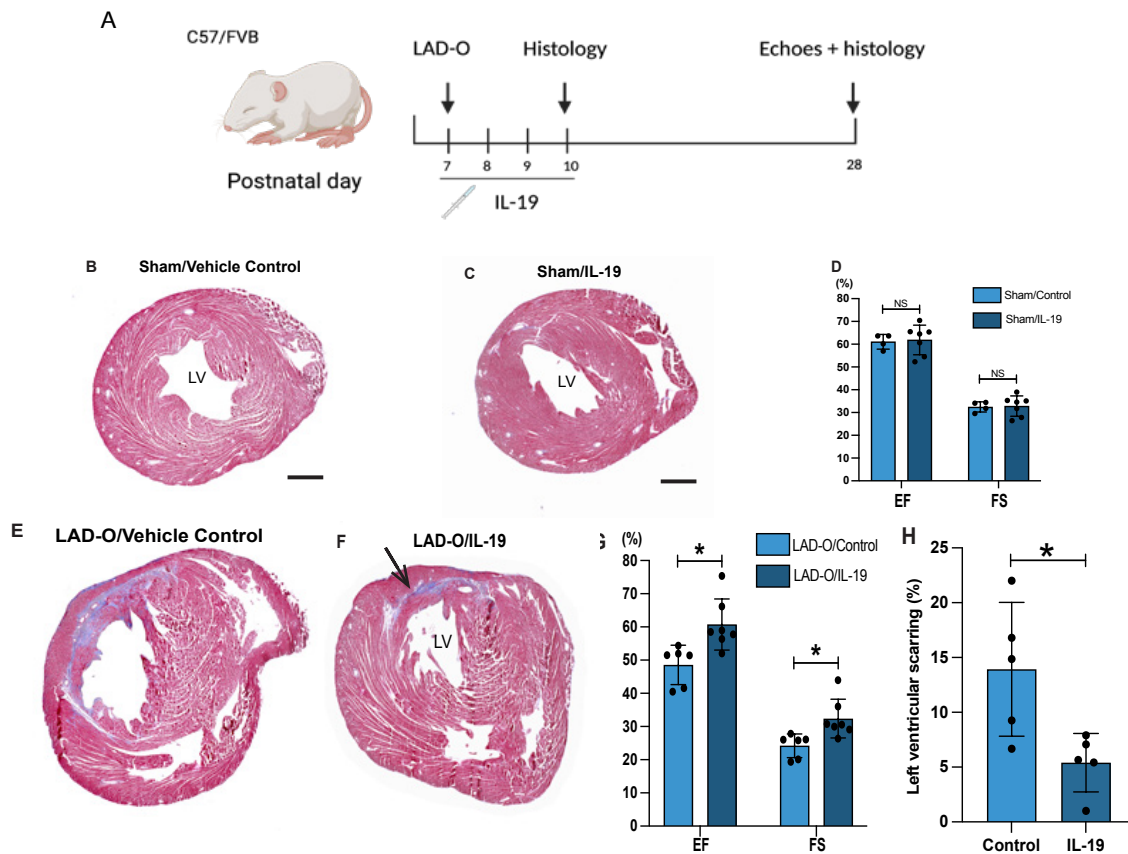 A
C57/FVB
LAD-O
Histology
Echoes + histology
7
8
9
10
28
Postnatal day
IL-19
B
Sham/Vehicle Control
LV
C
Sham/IL-19
LV
D
(%)
80
70
60
50
40
30
20
10
0
NS
NS
Sham/Control
Sham/IL-19
EF
FS
E
LAD-O/Vehicle Control
F
LAD-O/IL-19
LV
G
(%)
80
70
60
50
40
30
20
10
0
*
*
LAD-O/Control
LAD-O/IL-19
EF
FS
H
Left ventricular scarring (%)
25
20
15
10
5
0
*
Control
IL-19